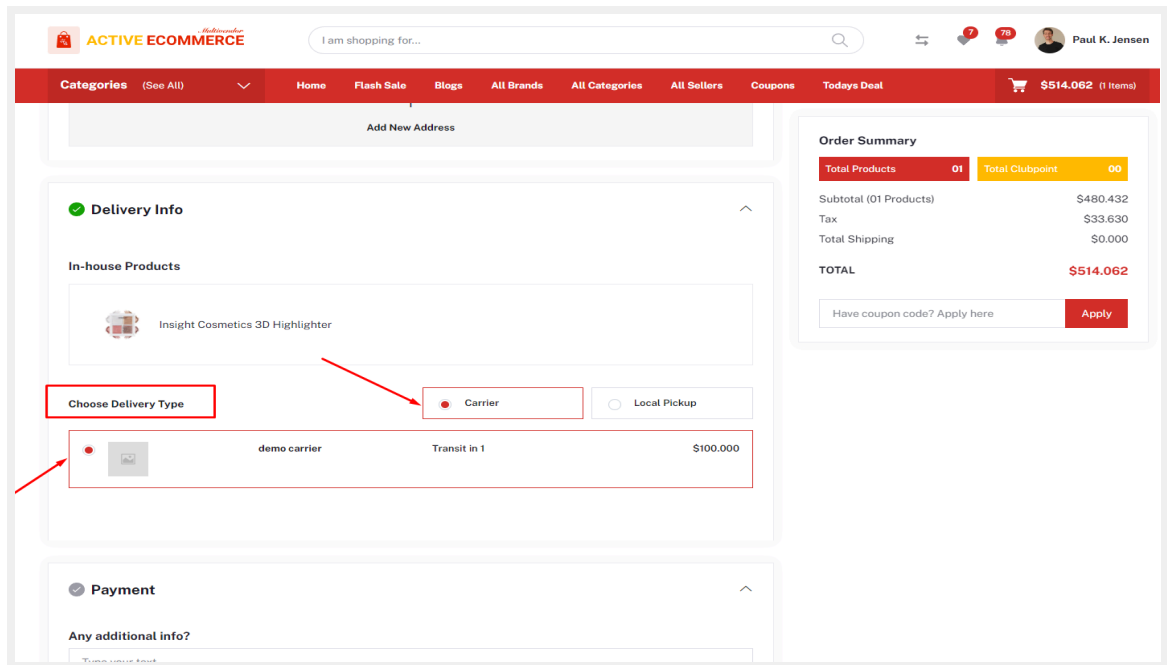 Multivendor
ACTIVE ECOMMERCE
I am shopping for...
7
78
Paul K. Jensen
Categories (See All)
Home Flash Sale Blogs All Brands All Categories All Sellers Coupons Todays Deal
$514.062 (1 Items)
Add New Address
Order Summary
Total Products 01
Total Clubpoint 00
Subtotal (01 Products) $480.432
Tax $33.630
Total Shipping $0.000
TOTAL $514.062
Have coupon code? Apply here Apply
Delivery Info
In-house Products
Insight Cosmetics 3D Highlighter
Choose Delivery Type Carrier Local Pickup
demo carrier Transit in 1 $100.000
Payment
Any additional info?
Type your text